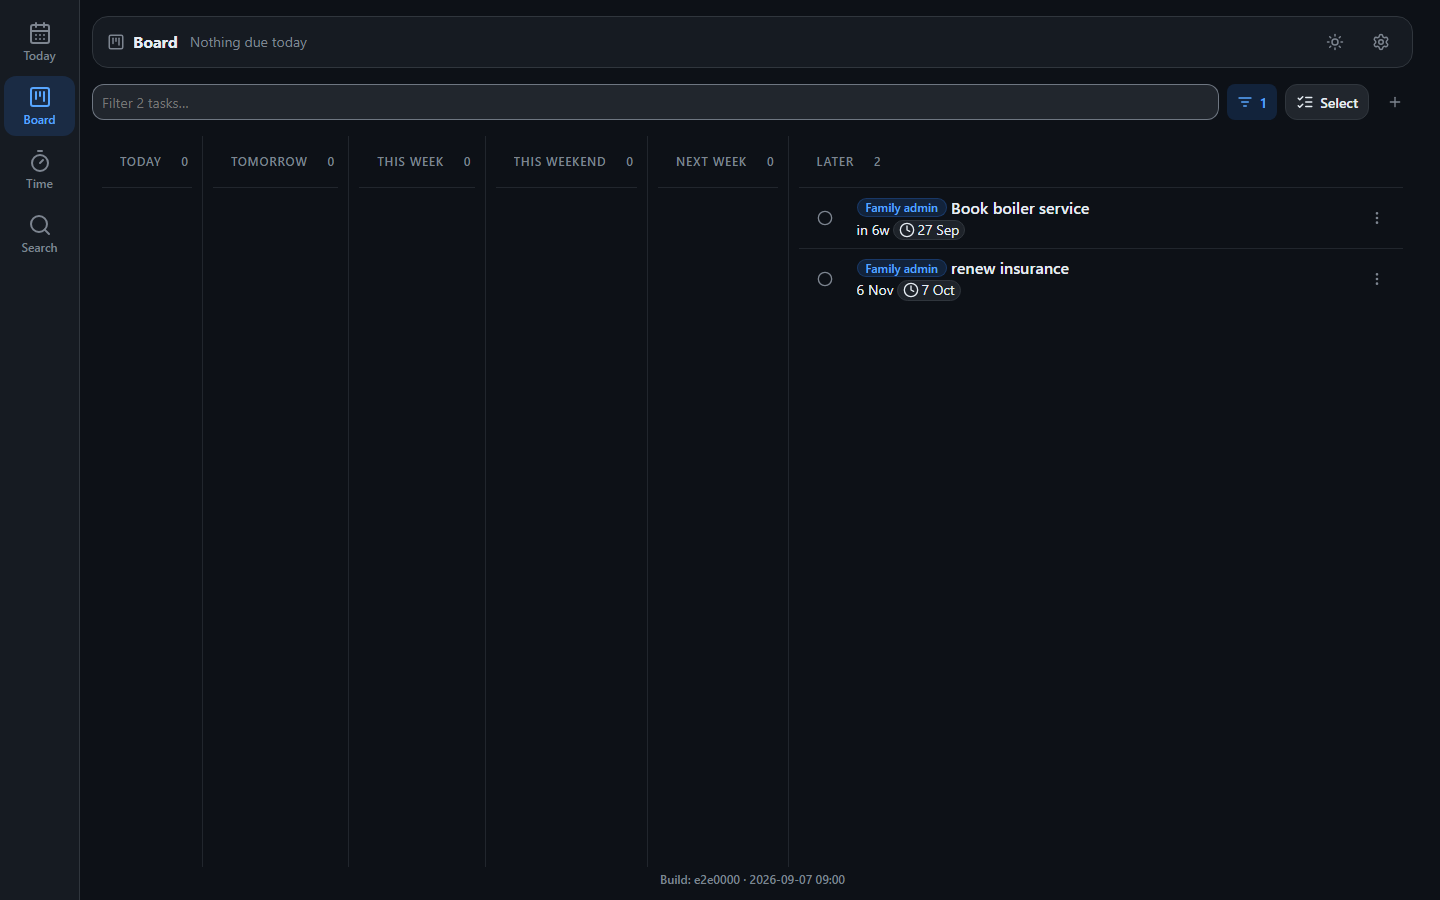 Today
Board
Time
Search
Board Nothing due today
Filter 2 tasks...
1
Select
TODAY 0
TOMORROW 0
THIS WEEK 0
THIS WEEKEND 0
NEXT WEEK 0
LATER 2
Family admin Book boiler service
in 6w 27 Sep
Family admin renew insurance
6 Nov 7 Oct
Build: e2e0000 · 2026-09-07 09:00